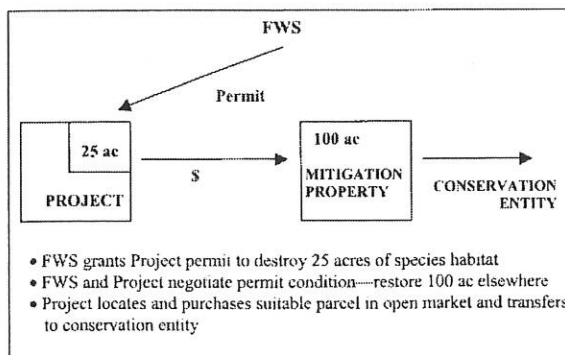 FWS
Permit
25 ac
PROJECT
$
100 ac
MITIGATION
PROPERTY
CONSERVATION
ENTITY
• FWS grants Project permit to destroy 25 acres of species habitat
• FWS and Project negotiate permit condition—restore 100 ac elsewhere
• Project locates and purchases suitable parcel in open market and transfers
to conservation entity